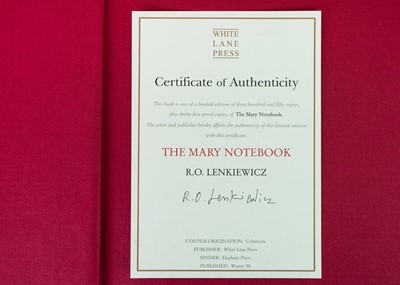 WHITE
LANE
PRESS
Certificate of Authenticity
This book is one of a limited edition of three hundred and fifty copies,
plus thirty-five proof copies, of The Mary Notebook.
The artist and publisher hereby affirm the authenticity of this limited edition
with this certificate.
THE MARY NOTEBOOK
R.O. LENKIEWICZ
R.O. Lenkiewicz
COLOUR ORIGINATION: Colourcare
PUBLISHER: White Lane Press
BINDER: Elephant Press
PUBLISHED: Winter '98